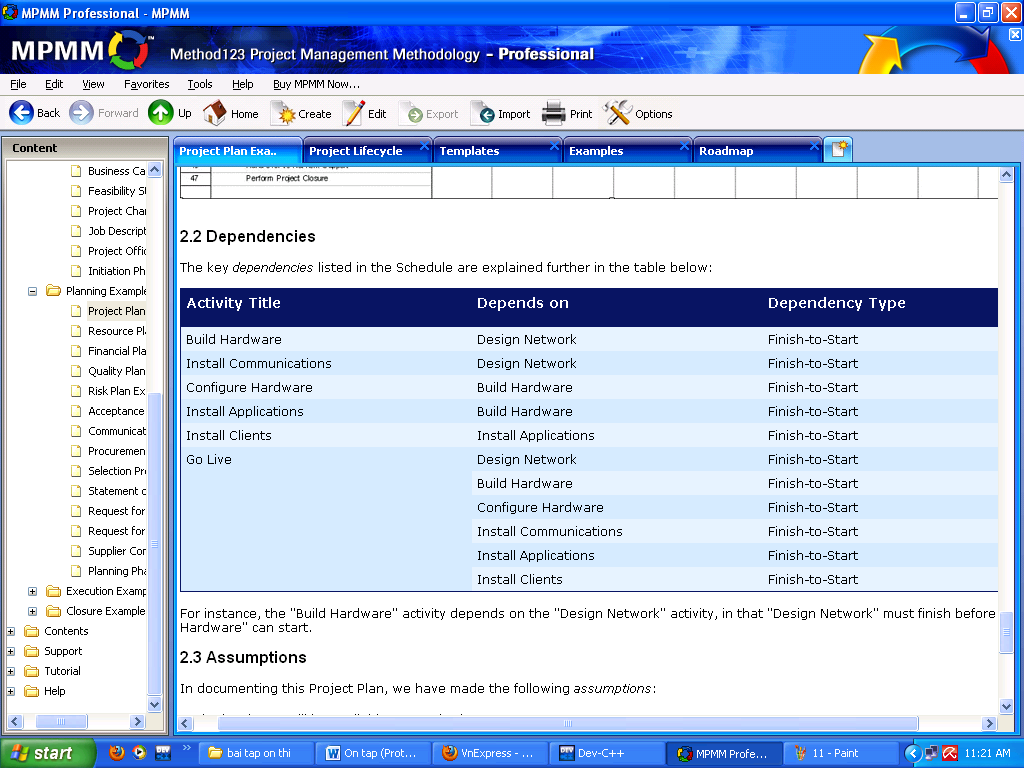 MPMM Professional - MPMM
MPMM™ Method123 Project Management Methodology - Professional
File Edit View Favorites Tools Help Buy MPMM Now...
Back Forward Up Home Create Edit Export Import Print Options
Content
Project Plan Exa.. Project Lifecycle Templates Examples Roadmap
Business Ca
Feasibility St
Project Char
Job Descript
Project Offic
Initiation Ph
Planning Example
Project Plan
Resource Pl
Financial Pla
Quality Plan
Risk Plan Ex
Acceptance
Communicat
Procuremen
Selection Pr
Statement o
Request for
Request for
Supplier Con
Planning Pha
Execution Examp
Closure Example
Contents
Support
Tutorial
Help
47 Perform Project Closure
2.2 Dependencies
The key dependencies listed in the Schedule are explained further in the table below:
Activity Title Depends on Dependency Type
Build Hardware Design Network Finish-to-Start
Install Communications Design Network Finish-to-Start
Configure Hardware Build Hardware Finish-to-Start
Install Applications Build Hardware Finish-to-Start
Install Clients Install Applications Finish-to-Start
Go Live Design Network Finish-to-Start
Build Hardware Finish-to-Start
Configure Hardware Finish-to-Start
Install Communications Finish-to-Start
Install Applications Finish-to-Start
Install Clients Finish-to-Start
For instance, the "Build Hardware" activity depends on the "Design Network" activity, in that "Design Network" must finish before
Hardware" can start.
2.3 Assumptions
In documenting this Project Plan, we have made the following assumptions:
start bai tap on thi On tap (Prot... VnExpress - ... Dev-C++ MPMM Profe... 11 - Paint 11:21 AM